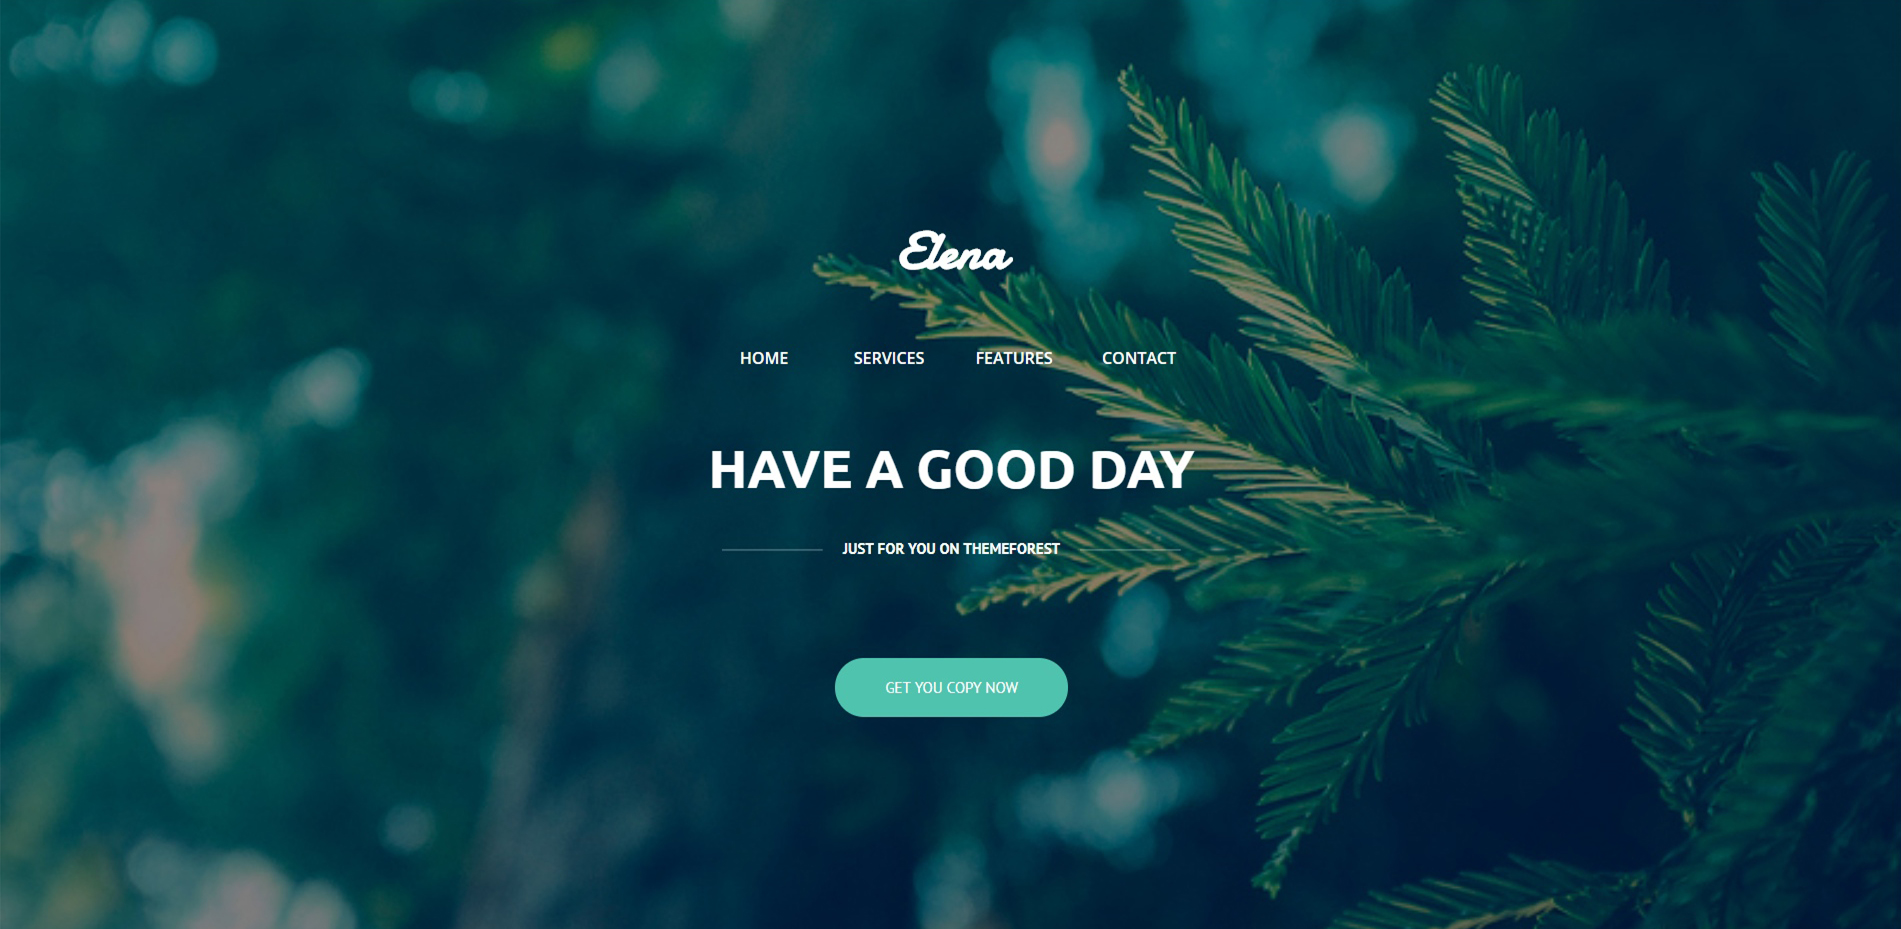 Elena
HOME SERVICES FEATURES CONTACT
HAVE A GOOD DAY
JUST FOR YOU ON THEMEFOREST
GET YOU COPY NOW